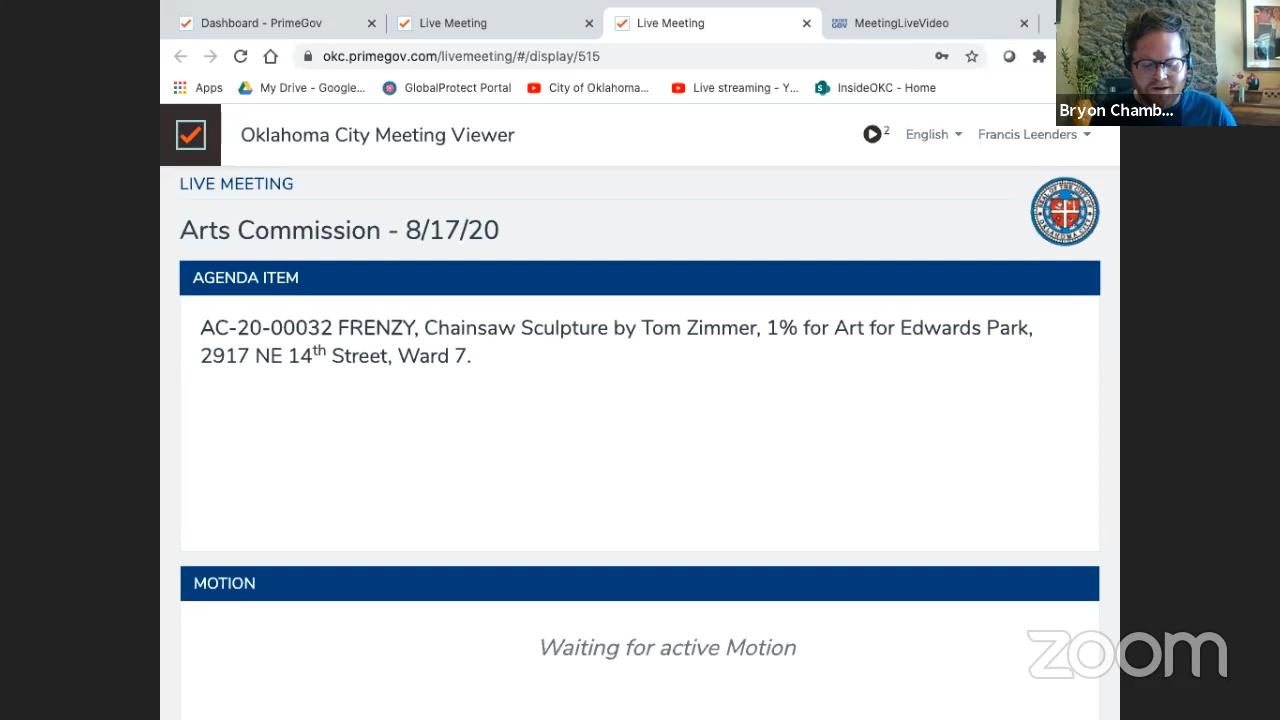 Dashboard - PrimeGov
Live Meeting
Live Meeting
MeetingLiveVideo
okc.primegov.com/livemeeting/#/display/515
Apps
My Drive - Google...
GlobalProtect Portal
City of Oklahoma...
Live streaming - Y...
InsideOKC - Home
Bryon Chamb...
Oklahoma City Meeting Viewer
2
English
Francis Leenders
LIVE MEETING
Arts Commission - 8/17/20
AGENDA ITEM
AC-20-00032 FRENZY, Chainsaw Sculpture by Tom Zimmer, 1% for Art for Edwards Park,
2917 NE 14th Street, Ward 7.
MOTION
Waiting for active Motion
zoom